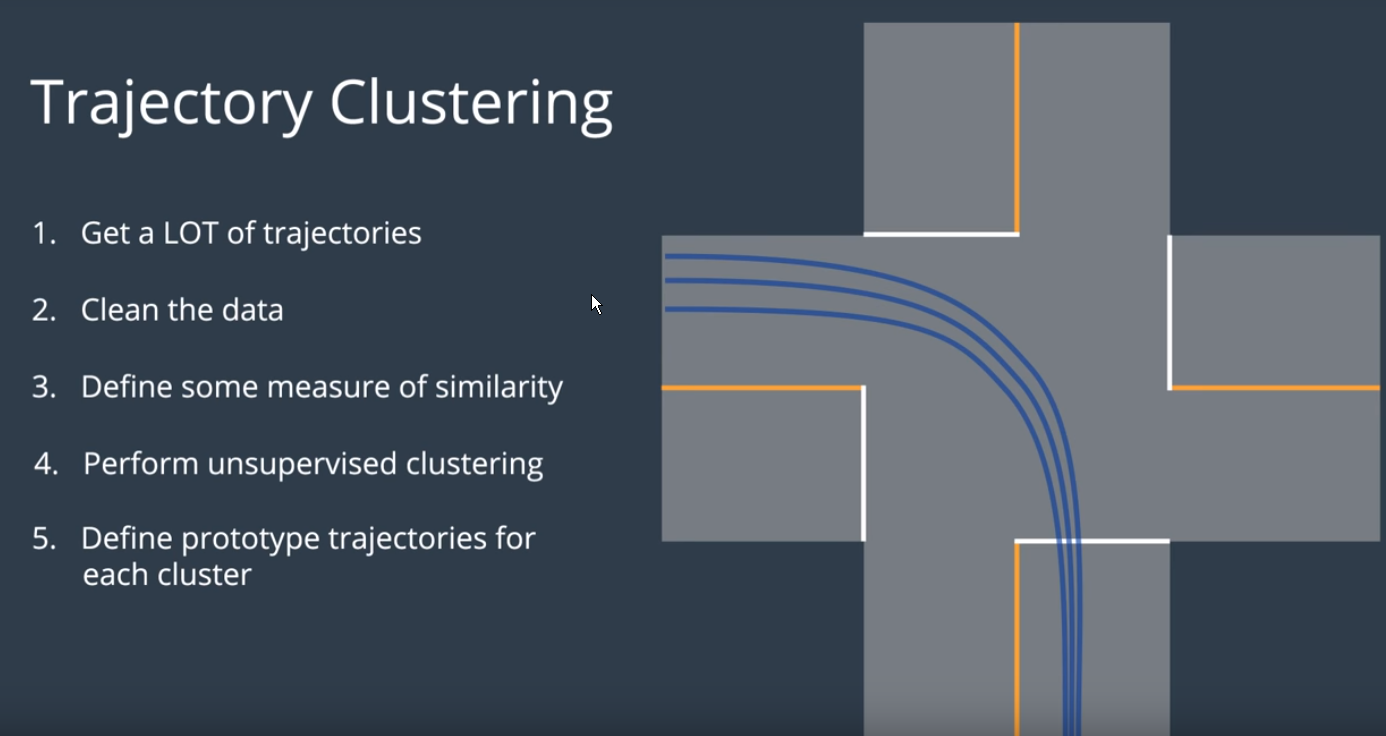 Trajectory Clustering
1. Get a LOT of trajectories
2. Clean the data
3. Define some measure of similarity
4. Perform unsupervised clustering
5. Define prototype trajectories for
each cluster